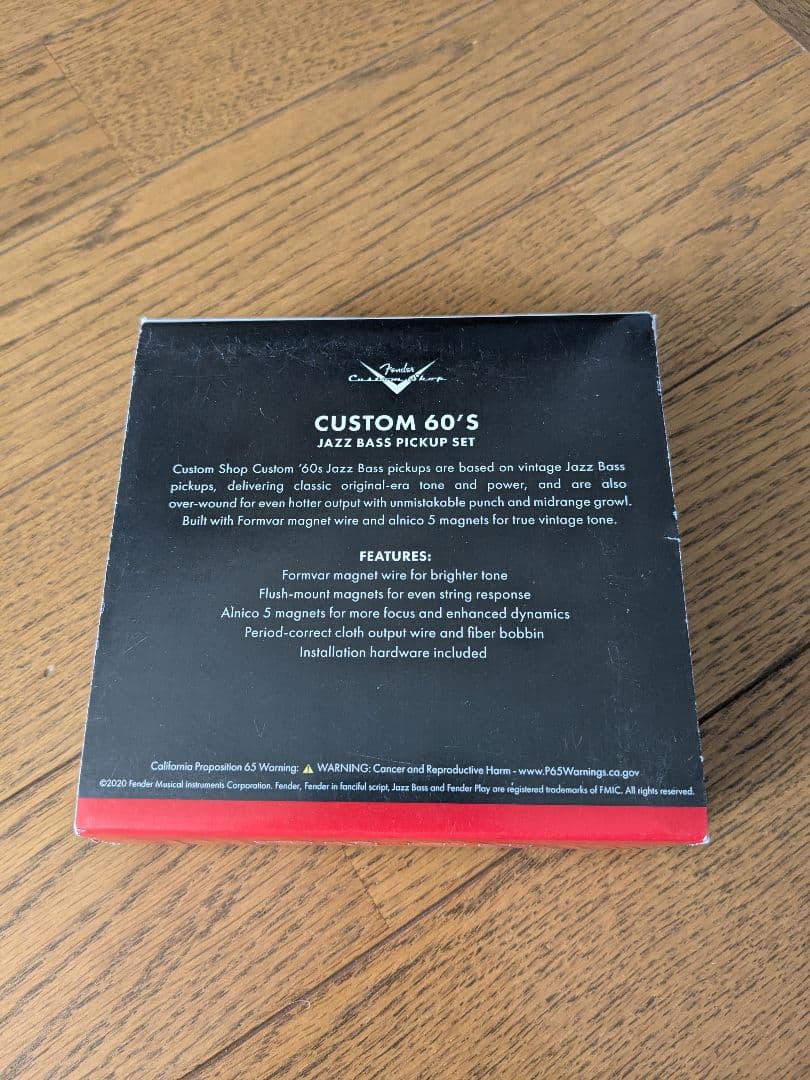 Fender
Custom Shop
CUSTOM 60'S
JAZZ BASS PICKUP SET
Custom Shop Custom '60s Jazz Bass pickups are based on vintage Jazz Bass
pickups, delivering classic original-era tone and power, and are also
over-wound for even hotter output with unmistakable punch and midrange growl.
Built with Formvar magnet wire and alnico 5 magnets for true vintage tone.
FEATURES:
Formvar magnet wire for brighter tone
Flush-mount magnets for even string response
Alnico 5 magnets for more focus and enhanced dynamics
Period-correct cloth output wire and fiber bobbin
Installation hardware included
California Proposition 65 Warning: ⚠ WARNING: Cancer and Reproductive Harm - www.P65Warnings.ca.gov
©2020 Fender Musical Instruments Corporation. Fender, Fender in fanciful script, Jazz Bass and Fender Play are registered trademarks of FMIC. All rights reserved.